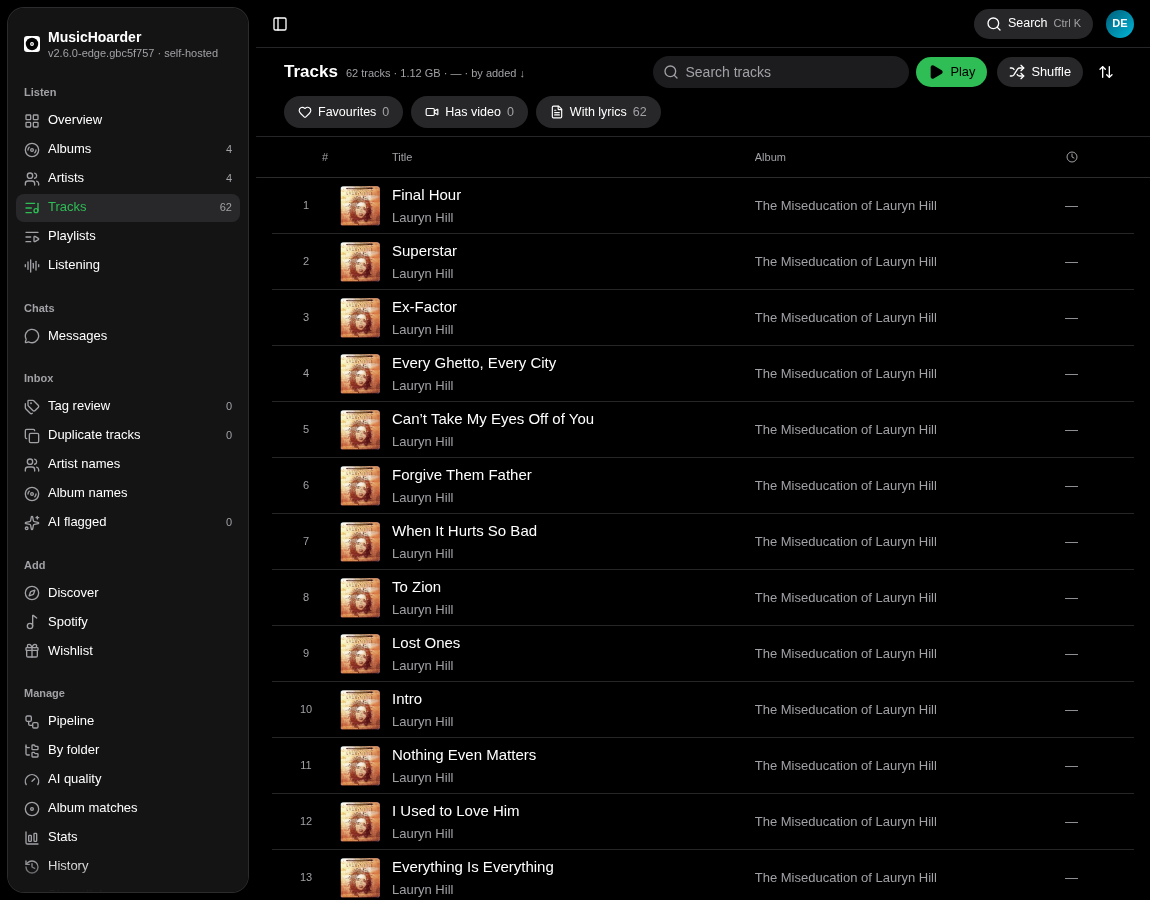 MusicHoarder
v2.6.0-edge.gbc5f757 · self-hosted
Listen
Overview
Albums 4
Artists 4
Tracks 62
Playlists
Listening
Chats
Messages
Inbox
Tag review 0
Duplicate tracks 0
Artist names
Album names
AI flagged 0
Add
Discover
Spotify
Wishlist
Manage
Pipeline
By folder
AI quality
Album matches
Stats
History
Search Ctrl K
DE
Tracks 62 tracks · 1.12 GB · — · by added ↓
Search tracks
Play
Shuffle
Favourites 0
Has video 0
With lyrics 62
# Title Album
1 Final Hour
Lauryn Hill
The Miseducation of Lauryn Hill —
2 Superstar
Lauryn Hill
The Miseducation of Lauryn Hill —
3 Ex-Factor
Lauryn Hill
The Miseducation of Lauryn Hill —
4 Every Ghetto, Every City
Lauryn Hill
The Miseducation of Lauryn Hill —
5 Can’t Take My Eyes Off of You
Lauryn Hill
The Miseducation of Lauryn Hill —
6 Forgive Them Father
Lauryn Hill
The Miseducation of Lauryn Hill —
7 When It Hurts So Bad
Lauryn Hill
The Miseducation of Lauryn Hill —
8 To Zion
Lauryn Hill
The Miseducation of Lauryn Hill —
9 Lost Ones
Lauryn Hill
The Miseducation of Lauryn Hill —
10 Intro
Lauryn Hill
The Miseducation of Lauryn Hill —
11 Nothing Even Matters
Lauryn Hill
The Miseducation of Lauryn Hill —
12 I Used to Love Him
Lauryn Hill
The Miseducation of Lauryn Hill —
13 Everything Is Everything
Lauryn Hill
The Miseducation of Lauryn Hill —